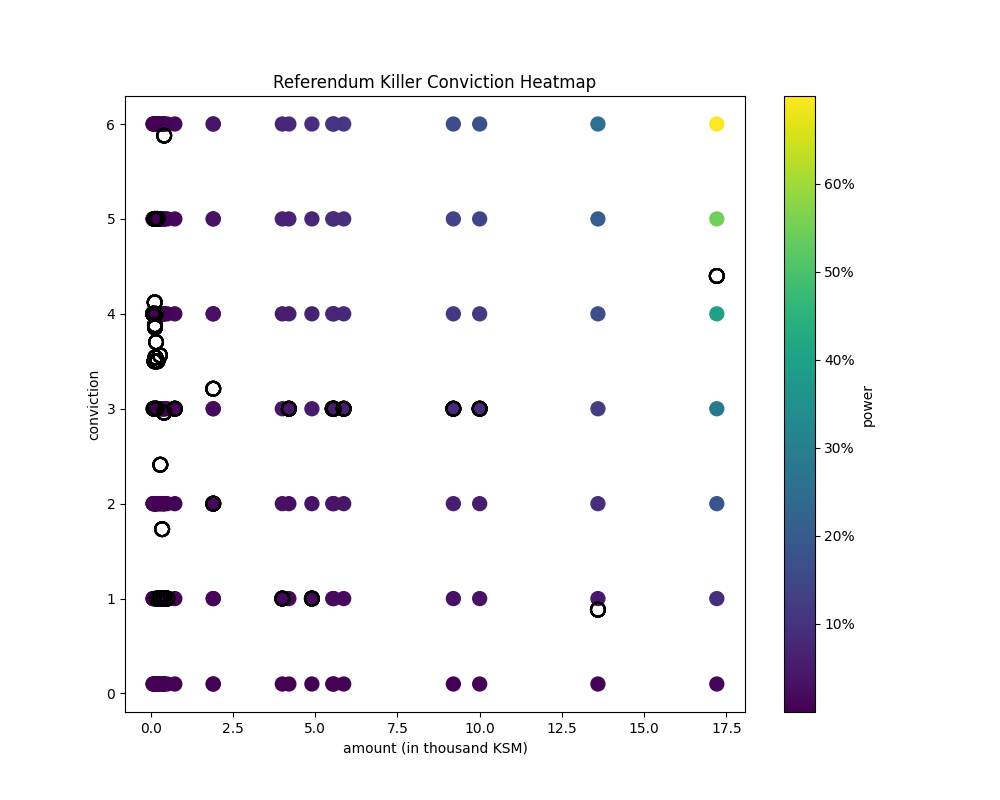 Referendum Killer Conviction Heatmap
6
5
4
3
2
1
0
conviction
0.0 2.5 5.0 7.5 10.0 12.5 15.0 17.5
amount (in thousand KSM)
60%
50%
40%
30%
20%
10%
power